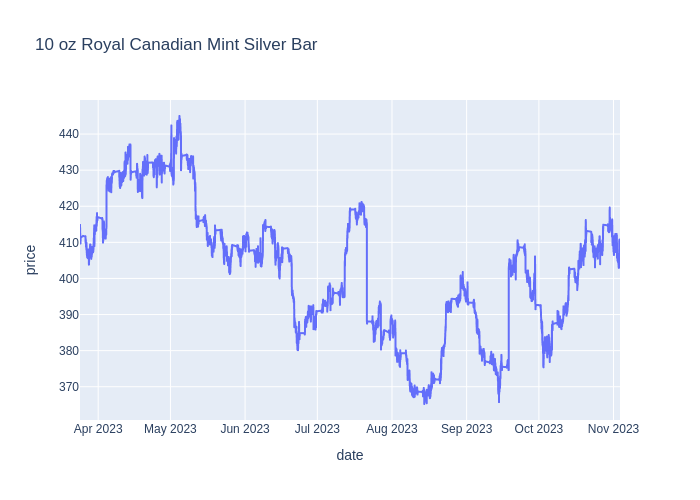 10 oz Royal Canadian Mint Silver Bar
440
430
420
410
400
390
380
370
price
Apr 2023 May 2023 Jun 2023 Jul 2023 Aug 2023 Sep 2023 Oct 2023 Nov 2023
date